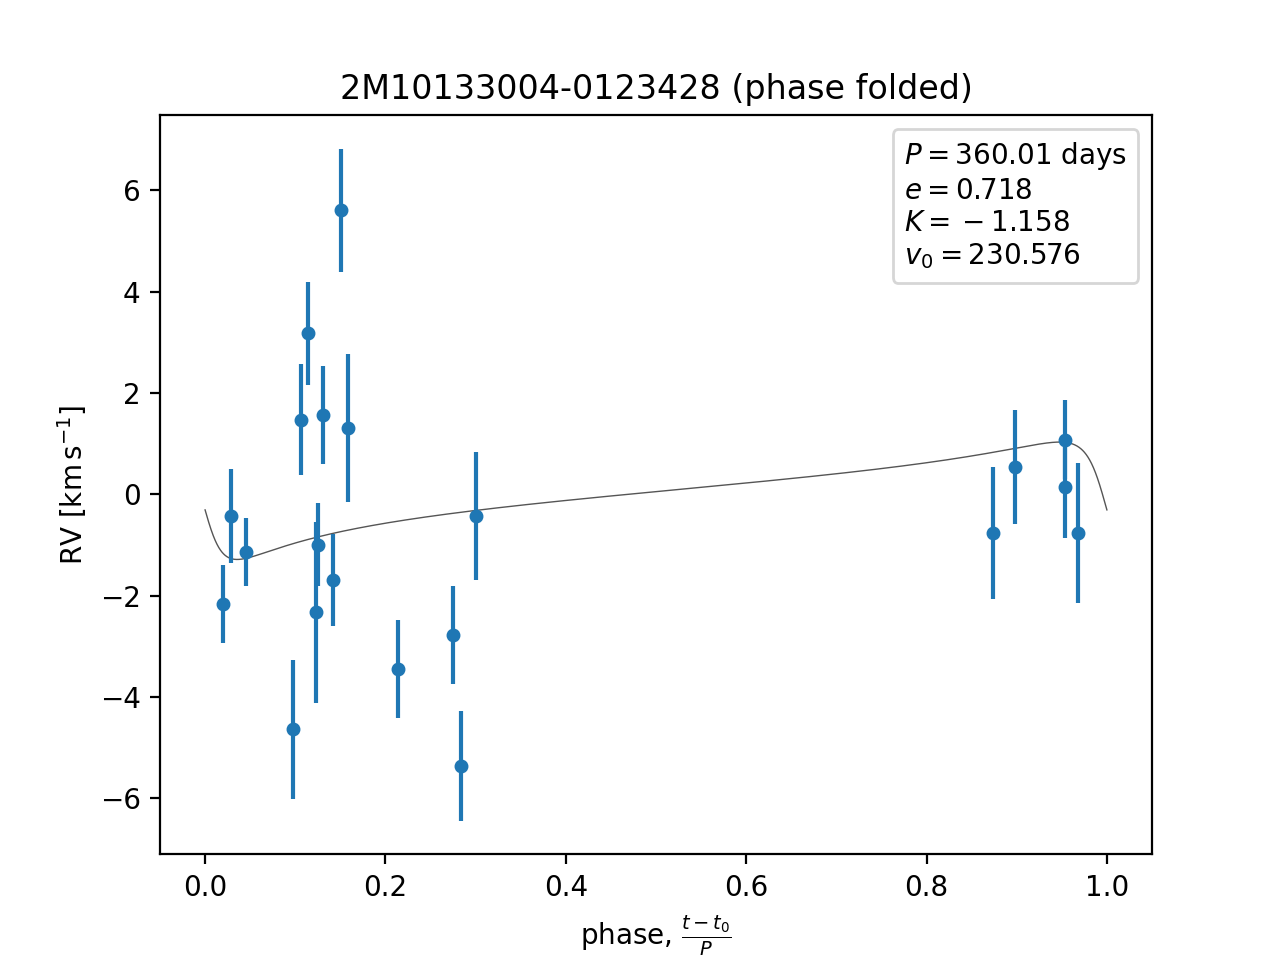 2M10133004-0123428 (phase folded)
P = 360.01 days
e = 0.718
K = −1.158
v₀ = 230.576
RV [km s⁻¹]
6
4
2
0
−2
−4
−6
0.0 0.2 0.4 0.6 0.8 1.0
phase, (t − t₀)/P